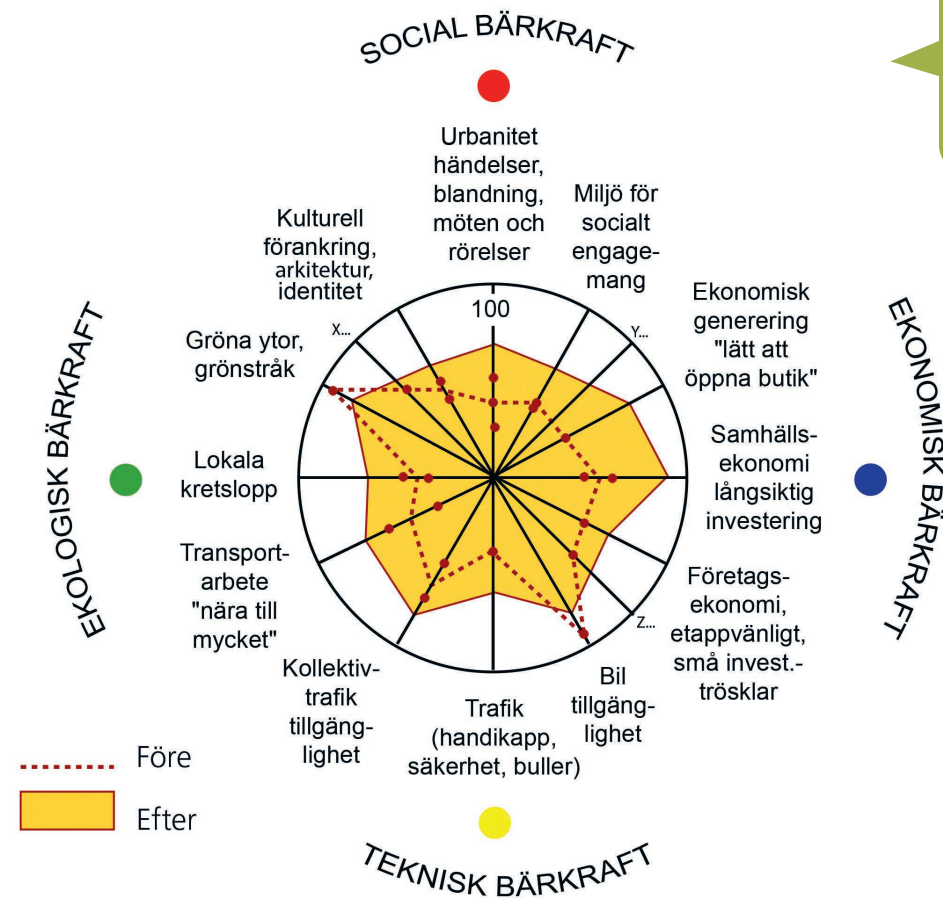 SOCIAL BÄRKRAFT
Urbanitet
händelser,
blandning,
möten och
rörelser
Miljö för
socialt
engage-
mang
Kulturell
förankring,
arkitektur,
identitet
Ekonomisk
generering
"lätt att
öppna butik"
100
X...
Y...
Gröna ytor,
grönstråk
EKOLOGISK BÄRKRAFT
EKONOMISK BÄRKRAFT
Lokala
kretslopp
Samhälls-
ekonomi
långsiktig
investering
Transport-
arbete
"nära till
mycket"
Företags-
ekonomi,
etappvänligt,
små invest.-
trösklar
Z...
Kollektiv-
trafik
tillgäng-
lighet
Trafik
(handikapp,
säkerhet, buller)
Bil
tillgäng-
lighet
Före
Efter
TEKNISK BÄRKRAFT